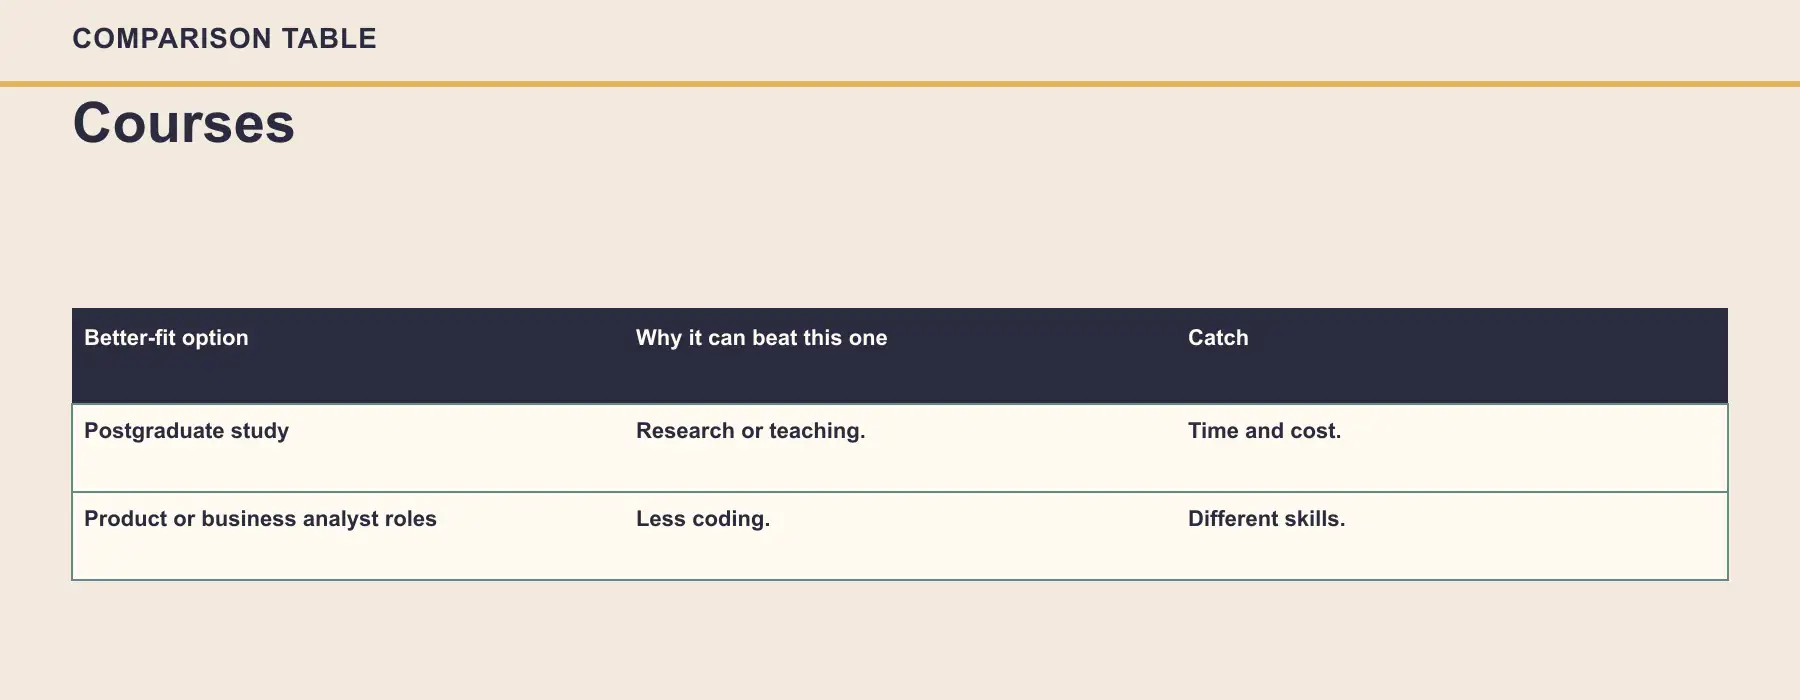 COMPARISON TABLE
Courses
Better-fit option Why it can beat this one Catch
Postgraduate study Research or teaching. Time and cost.
Product or business analyst roles Less coding. Different skills.